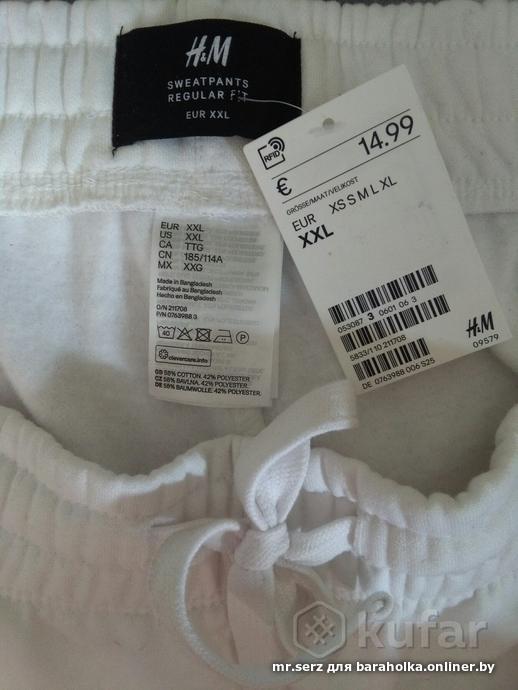 H&M
SWEATPANTS
REGULAR FIT
EUR XXL
RFID
€ 14.99
GRÖSSE/MAAT/VELIKOST
EUR XS S M L XL
XXL
053087 3 0601 06 3
5833/1 10 211708
DE 0763988 006 S25
H&M
09579
EUR XXL
US XXL
CA TTG
CN 185/114A
MX XXG
Made in Bangladesh
Fabriqué au Bangladesh
Hecho en Bangladesh
O/N 211708
P/N 0763988 3
40
P
clevercare.info
GB 58% COTTON. 42% POLYESTER
CZ 58% BAVLNA. 42% POLYESTER
DE 58% BAUMWOLLE. 42% POLYESTER
kufar
mr.serz для baraholka.onliner.by